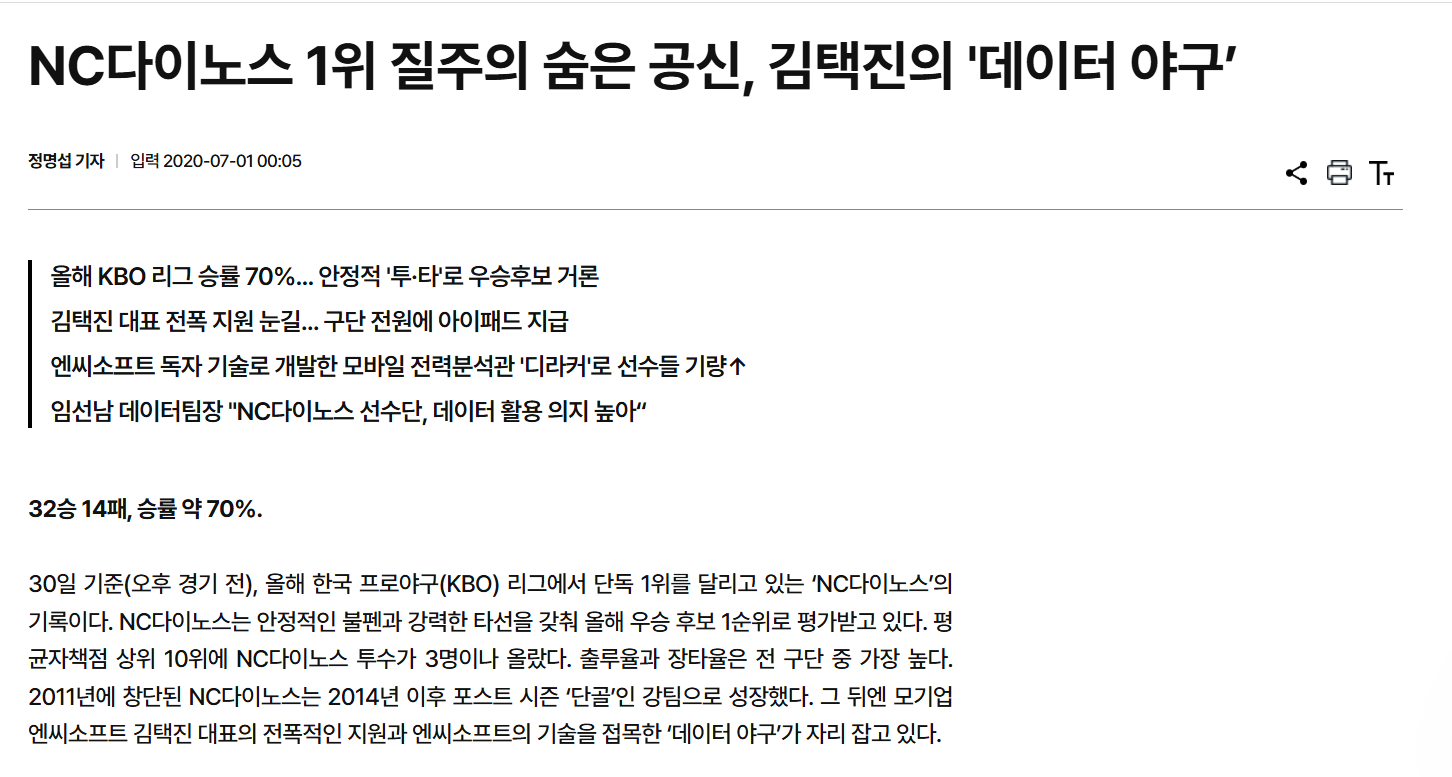 NC다이노스 1위 질주의 숨은 공신, 김택진의 '데이터 야구’
정명섭 기자 | 입력 2020-07-01 00:05
올해 KBO 리그 승률 70%... 안정적 '투·타'로 우승후보 거론
김택진 대표 전폭 지원 눈길... 구단 전원에 아이패드 지급
엔씨소프트 독자 기술로 개발한 모바일 전력분석관 '디라커'로 선수들 기량↑
임선남 데이터팀장 "NC다이노스 선수단, 데이터 활용 의지 높아“
32승 14패, 승률 약 70%.
30일 기준(오후 경기 전), 올해 한국 프로야구(KBO) 리그에서 단독 1위를 달리고 있는 ‘NC다이노스’의
기록이다. NC다이노스는 안정적인 불펜과 강력한 타선을 갖춰 올해 우승 후보 1순위로 평가받고 있다. 평
균자책점 상위 10위에 NC다이노스 투수가 3명이나 올랐다. 출루율과 장타율은 전 구단 중 가장 높다.
2011년에 창단된 NC다이노스는 2014년 이후 포스트 시즌 ‘단골’인 강팀으로 성장했다. 그 뒤엔 모기업
엔씨소프트 김택진 대표의 전폭적인 지원과 엔씨소프트의 기술을 접목한 ‘데이터 야구’가 자리 잡고 있다.